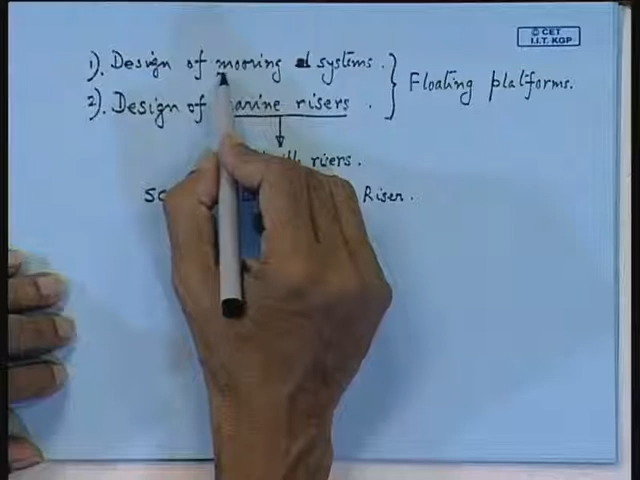 © CET
I.I.T. KGP
1). Design of mooring systems.
Floating platforms.
2). Design of marine risers.
risers.
Riser.